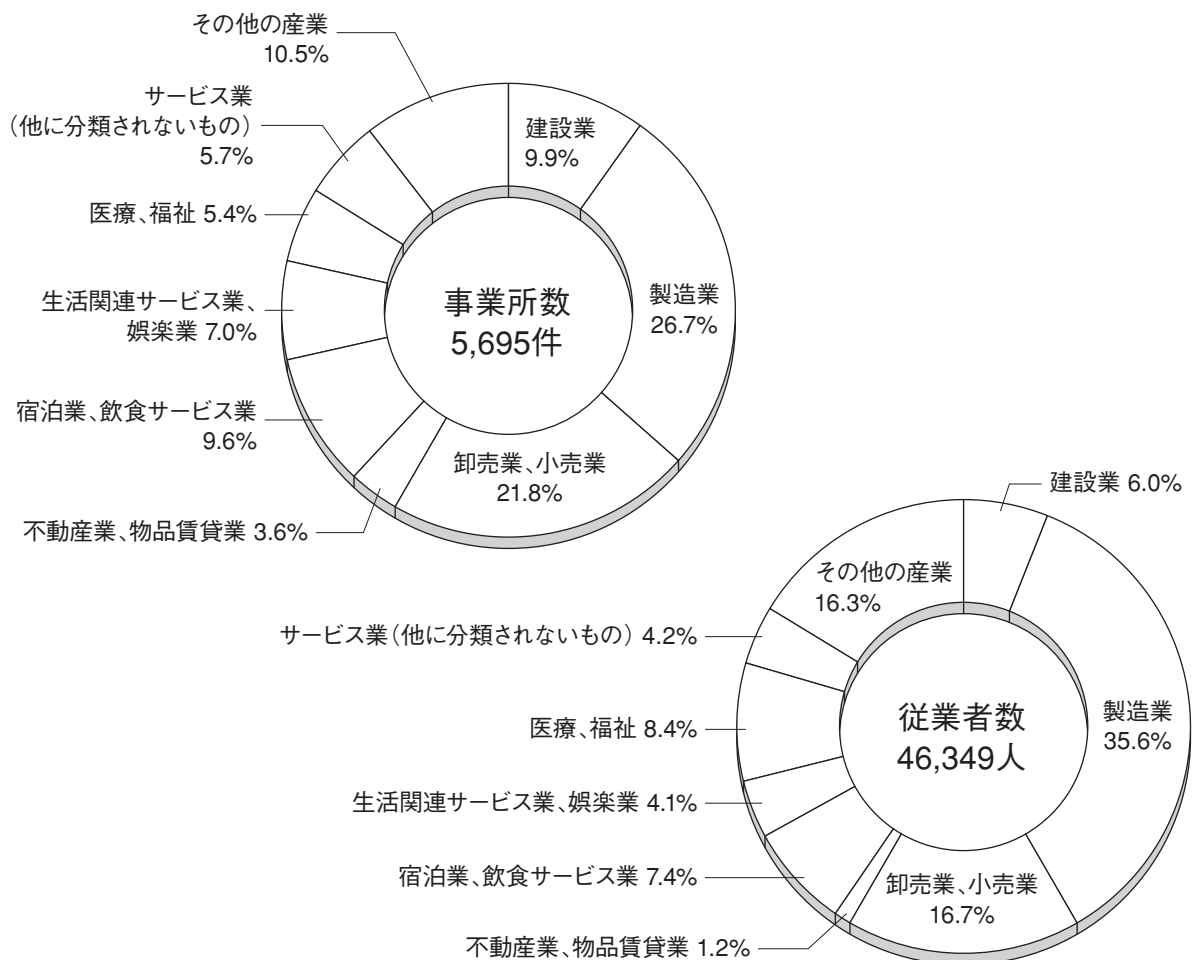 その他の産業
10.5%
サービス業
（他に分類されないもの）
5.7%
医療、福祉 5.4%
生活関連サービス業、
娯楽業 7.0%
宿泊業、飲食サービス業
9.6%
不動産業、物品賃貸業 3.6%
建設業
9.9%
製造業
26.7%
卸売業、小売業
21.8%
事業所数
5,695件
建設業 6.0%
その他の産業
16.3%
サービス業（他に分類されないもの） 4.2%
医療、福祉 8.4%
生活関連サービス業、娯楽業 4.1%
宿泊業、飲食サービス業 7.4%
不動産業、物品賃貸業 1.2%
製造業
35.6%
卸売業、小売業
16.7%
従業者数
46,349人